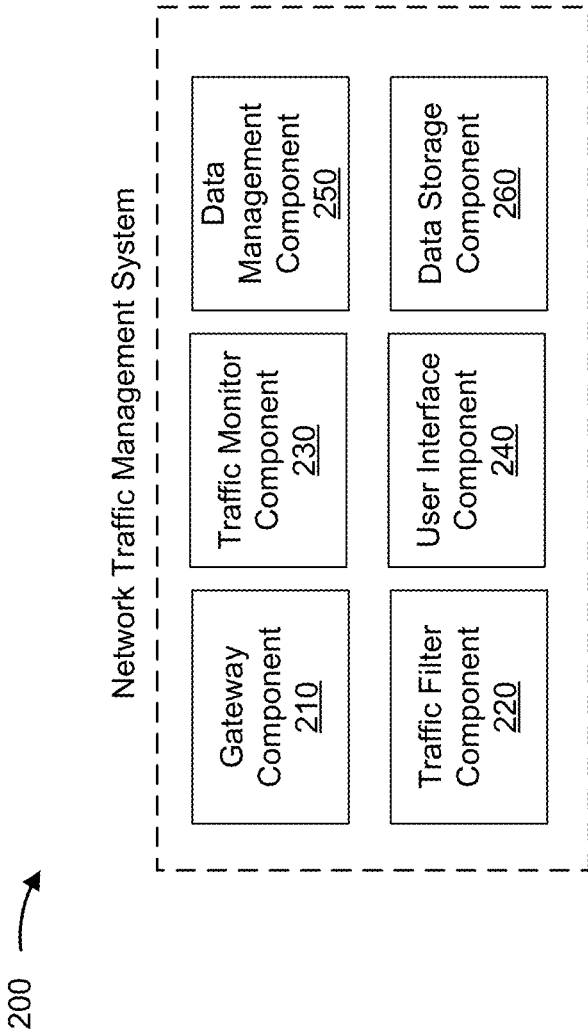 200
Network Traffic Management System
Gateway
Component
210
Traffic Monitor
Component
230
Data
Management
Component
250
Traffic Filter
Component
220
User Interface
Component
240
Data Storage
Component
260